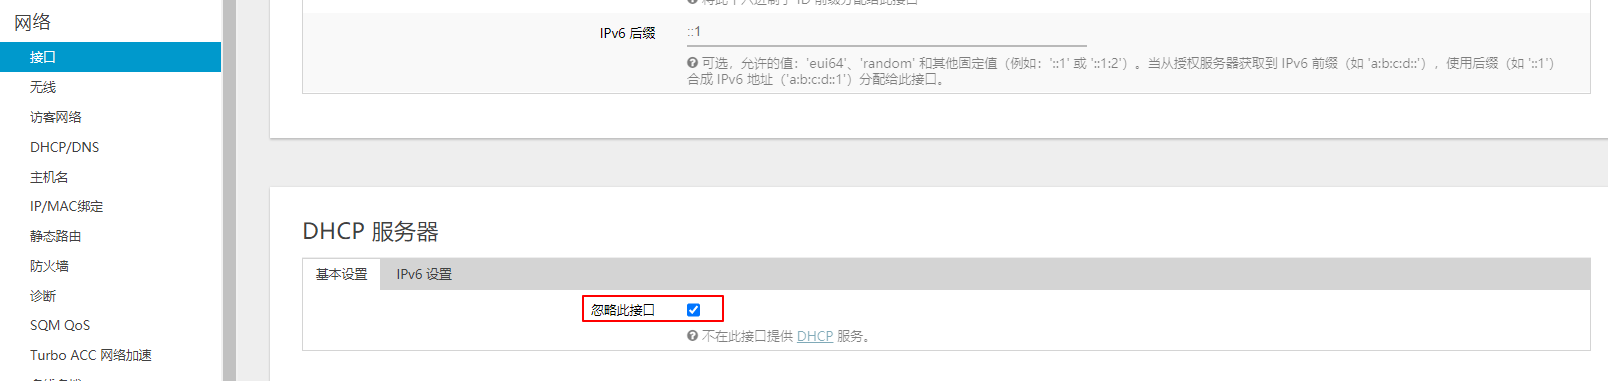 网络
接口
无线
访客网络
DHCP/DNS
主机名
IP/MAC绑定
静态路由
防火墙
诊断
SQM QoS
Turbo ACC 网络加速
IPv6 后缀
::1
可选，允许的值：'eui64'、'random' 和其他固定值（例如：'::1' 或 '::1:2'）。当从授权服务器获取到 IPv6 前缀（如 'a:b:c:d::'），使用后缀（如 '::1'）
合成 IPv6 地址（'a:b:c:d::1'）分配给此接口。
DHCP 服务器
基本设置 IPv6 设置
忽略此接口
不在此接口提供 DHCP 服务。